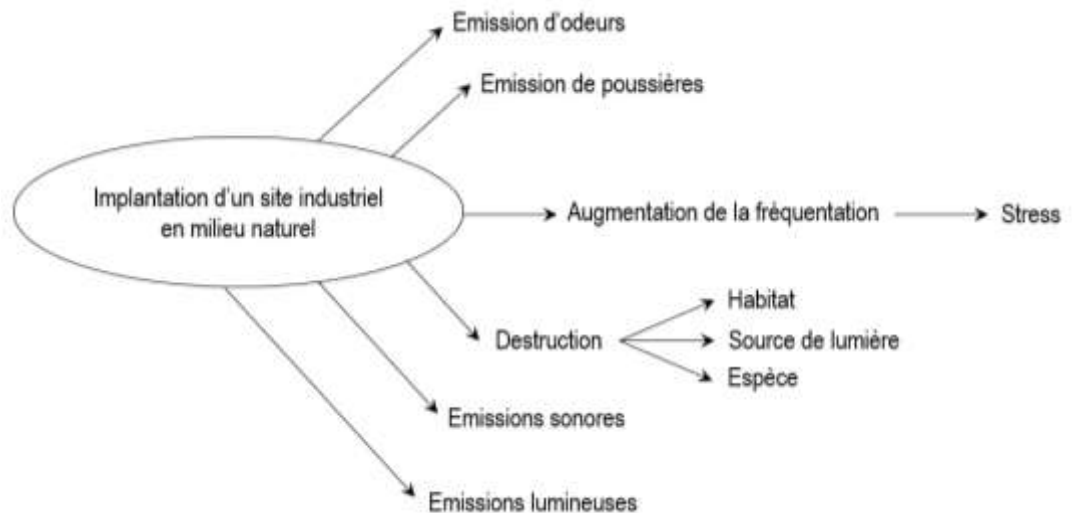 Emission d'odeurs
Emission de poussières
Implantation d'un site industriel
en milieu naturel
Augmentation de la fréquentation
Stress
Habitat
Destruction
Source de lumière
Espèce
Emissions sonores
Emissions lumineuses